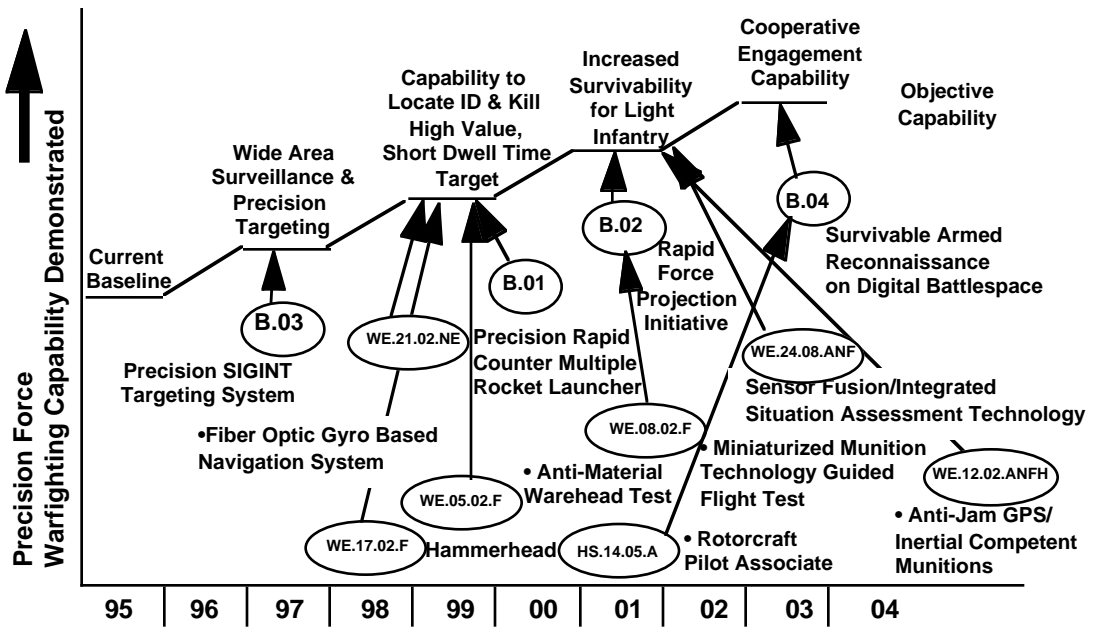 Precision Force
Warfighting Capability Demonstrated
Current
Baseline
Wide Area
Surveillance &
Precision
Targeting
Capability to
Locate ID & Kill
High Value,
Short Dwell Time
Target
Increased
Survivability
for Light
Infantry
Cooperative
Engagement
Capability
Objective
Capability
B.03
Precision SIGINT
Targeting System
WE.21.02.NE
•Fiber Optic Gyro Based
Navigation System
B.01
Precision Rapid
Counter Multiple
Rocket Launcher
B.02
Rapid
Force
Projection
Initiative
B.04
Survivable Armed
Reconnaissance
on Digital Battlespace
WE.24.08.ANF
Sensor Fusion/Integrated
Situation Assessment Technology
WE.08.02.F
• Miniaturized Munition
Technology Guided
Flight Test
WE.05.02.F
• Anti-Material
Warehead Test
WE.12.02.ANFH
• Anti-Jam GPS/
Inertial Competent
Munitions
WE.17.02.F
Hammerhead
HS.14.05.A
• Rotorcraft
Pilot Associate
95 96 97 98 99 00 01 02 03 04